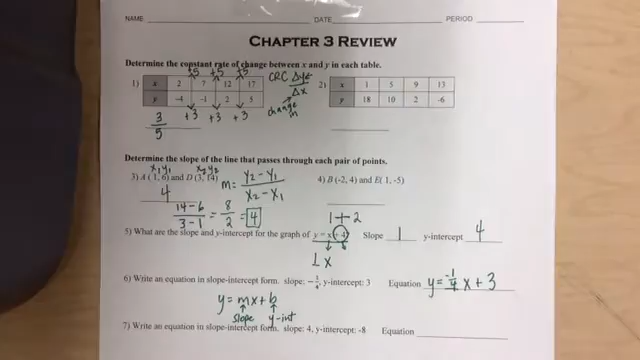 NAME DATE PERIOD
CHAPTER 3 REVIEW
Determine the constant rate of change between x and y in each table.
+5 +5 +5
1) x 2 7 12 17
y -4 -1 2 5
+3 +3 +3
3/5
CRC Δy/Δx
change in
2) x 1 5 9 13
y 18 10 2 -6
Determine the slope of the line that passes through each pair of points.
x₁ y₁ x₂ y₂
3) A (1, 6) and D (3, 14)
4
m = y₂ - y₁ / x₂ - x₁
14 - 6 / 3 - 1 = 8/2 = 4
4) B (-2, 4) and E (1, -5)
5) What are the slope and y-intercept for the graph of y = x + 4? Slope 1 y-intercept 4
1x
6) Write an equation in slope-intercept form. slope: -1/4, y-intercept: 3 Equation y = -1/4 x + 3
y = mx + b
slope y-int
7) Write an equation in slope-intercept form. slope: 4, y-intercept: -8 Equation